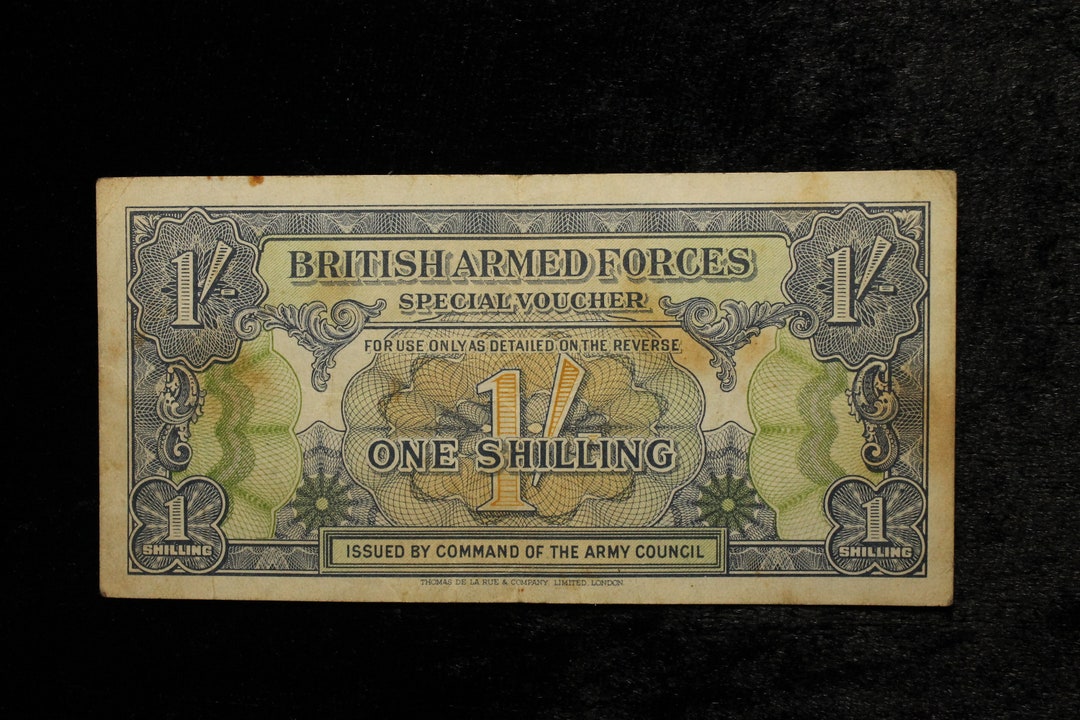 1/-
1/-
BRITISH ARMED FORCES
SPECIAL VOUCHER
FOR USE ONLY AS DETAILED ON THE REVERSE
1/-
ONE SHILLING
1
SHILLING
1
SHILLING
ISSUED BY COMMAND OF THE ARMY COUNCIL
THOMAS DE LA RUE & COMPANY, LIMITED, LONDON.